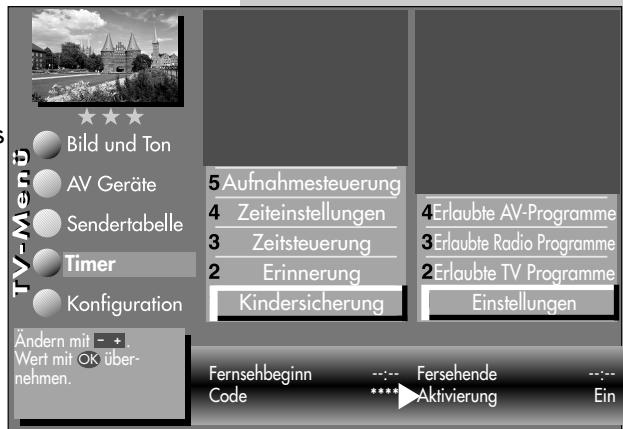 s
TV-Menü
Bild und Ton
AV Geräte
Sendertabelle
Timer
Konfiguration
5 Aufnahmesteuerung
4 Zeiteinstellungen
3 Zeitsteuerung
2 Erinnerung
Kindersicherung
4 Erlaubte AV-Programme
3 Erlaubte Radio Programme
2 Erlaubte TV Programme
Einstellungen
Ändern mit - + .
Wert mit OK über-
nehmen.
Fernsehbeginn --:-- Fersehende --:--
Code **** Aktivierung Ein